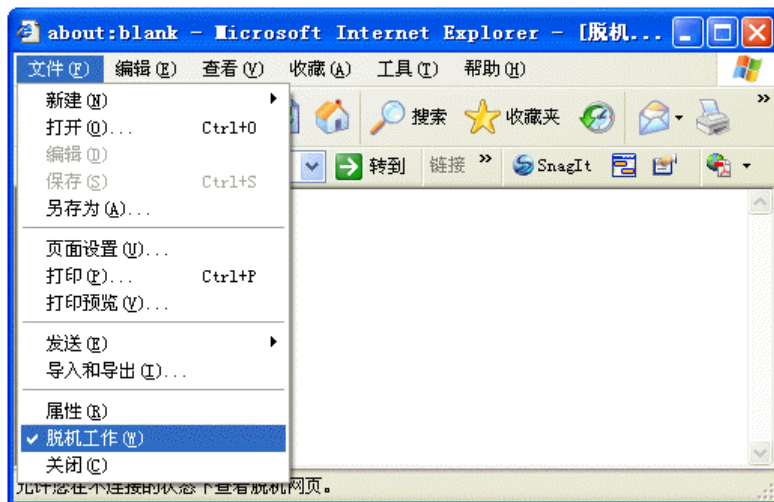 about:blank - Microsoft Internet Explorer - [脱机...
文件(F) 编辑(E) 查看(V) 收藏(A) 工具(T) 帮助(H)
新建(N)
打开(O)... Ctrl+O
编辑(D)
保存(S) Ctrl+S
另存为(A)...
页面设置(U)...
打印(P)... Ctrl+P
打印预览(V)...
发送(E)
导入和导出(I)...
属性(R)
脱机工作(W)
关闭(C)
搜索 收藏夹 »
转到 链接 » SnagIt
允许您在不连接的状态下查看脱机网页。